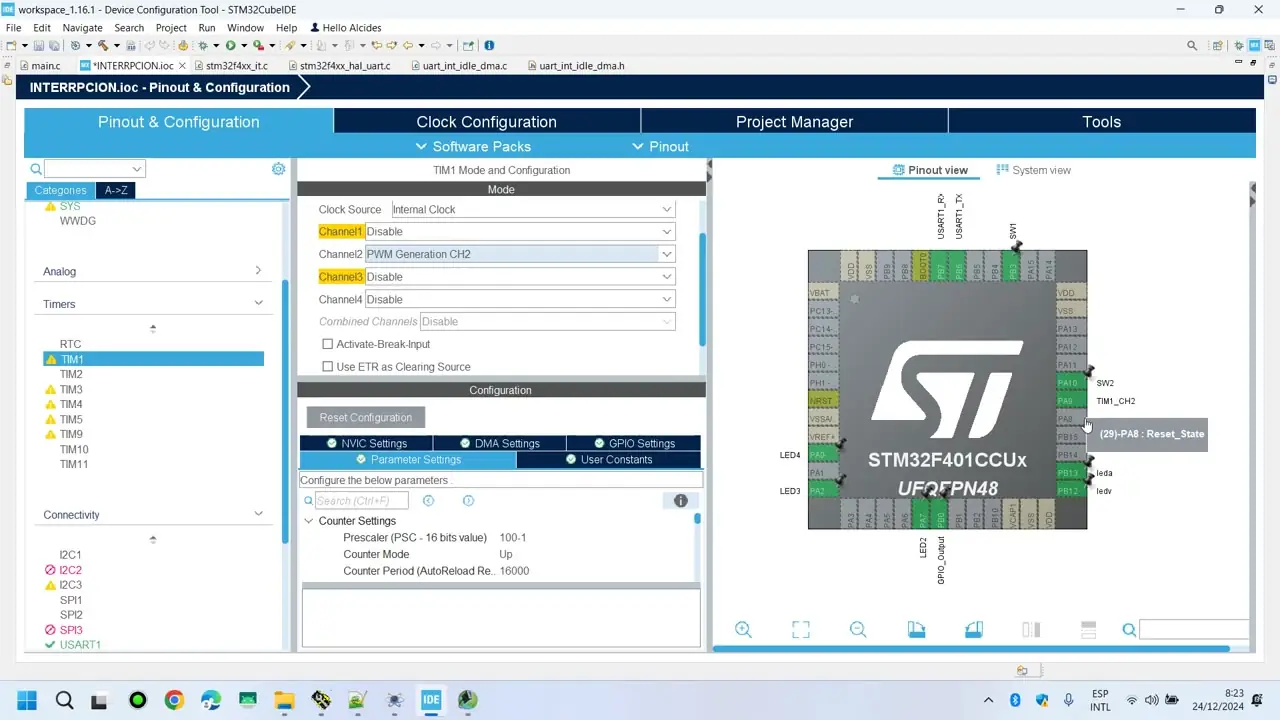 workspace_1.16.1 - Device Configuration Tool - STM32CubeIDE
File Edit Navigate Search Project Run Window Help Hello Alcides
main.c *INTERRPCION.ioc stm32f4xx_it.c stm32f4xx_hal_uart.c uart_int_idle_dma.c uart_int_idle_dma.h
INTERRPCION.ioc - Pinout & Configuration
Pinout & Configuration Clock Configuration Project Manager Tools
Software Packs Pinout
Categories A->Z
SYS
WWDG
Analog
Timers
RTC
TIM1
TIM2
TIM3
TIM4
TIM5
TIM9
TIM10
TIM11
Connectivity
I2C1
I2C2
I2C3
SPI1
SPI2
SPI3
USART1
TIM1 Mode and Configuration
Mode
Clock Source Internal Clock
Channel1 Disable
Channel2 PWM Generation CH2
Channel3 Disable
Channel4 Disable
Combined Channels Disable
Activate-Break-Input
Use ETR as Clearing Source
Configuration
Reset Configuration
NVIC Settings DMA Settings GPIO Settings
Parameter Settings User Constants
Configure the below parameters :
Search (Ctrl+F)
Counter Settings
Prescaler (PSC - 16 bits value) 100-1
Counter Mode Up
Counter Period (AutoReload Re.. 16000
Pinout view System view
USART1_RX USART1_TX SW1
VDD VSS PB9 PB8 BOOT0 PB7 PB6 PB5 PB4 PB3 PA15 PA14
VBAT VDD
PC13- VSS
PC14- PA13
PC15- PA12
PH0- PA11
PH1- PA10 SW2
NRST PA9 TIM1_CH2
VSSA/ PA8
VREF+ PB15 (29)-PA8 : Reset_State
LED4 PA0- PB14
PA1 PB13 leda
LED3 PA2 PB12 ledv
STM32F401CCUx
UFQFPN48
PA3 PA4 PA5 PA6 PA7 PB0 PB1 PB2 PB10 VCAP1 VSS VDD
LED2 GPIO_Output
IDE
ESP
INTL
8:23
24/12/2024